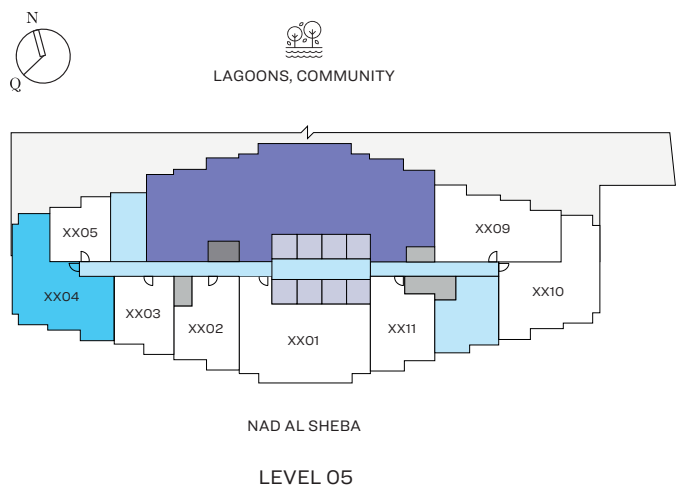 N
Q
LAGOONS, COMMUNITY
XX05
XX09
XX04
XX10
XX03
XX02
XX01
XX11
NAD AL SHEBA
LEVEL 05